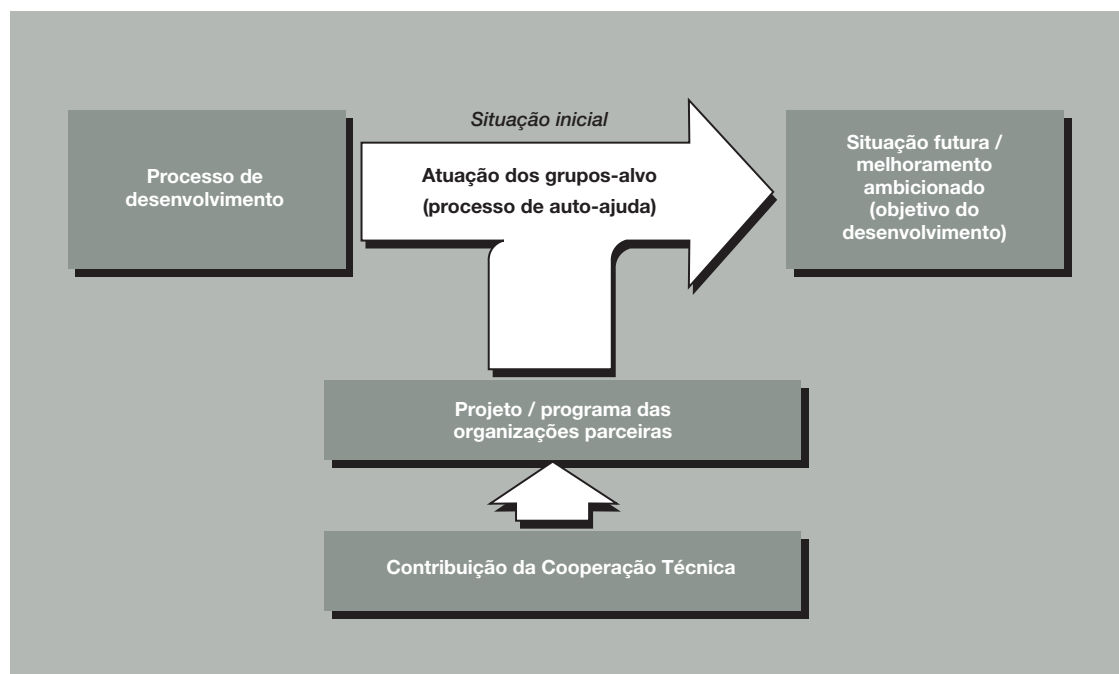 Situação inicial
Processo de
desenvolvimento
Atuação dos grupos-alvo
(processo de auto-ajuda)
Situação futura /
melhoramento
ambicionado
(objetivo do
desenvolvimento)
Projeto / programa das
organizações parceiras
Contribuição da Cooperação Técnica